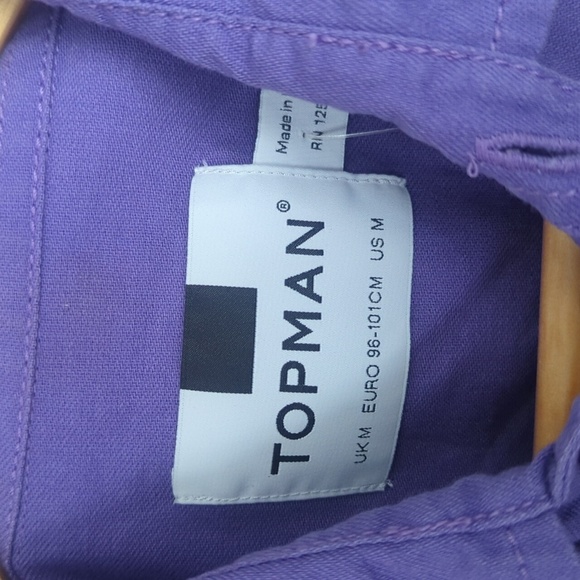 TOPMAN®
UK M EURO 96-101CM US M
Made in
RN 125